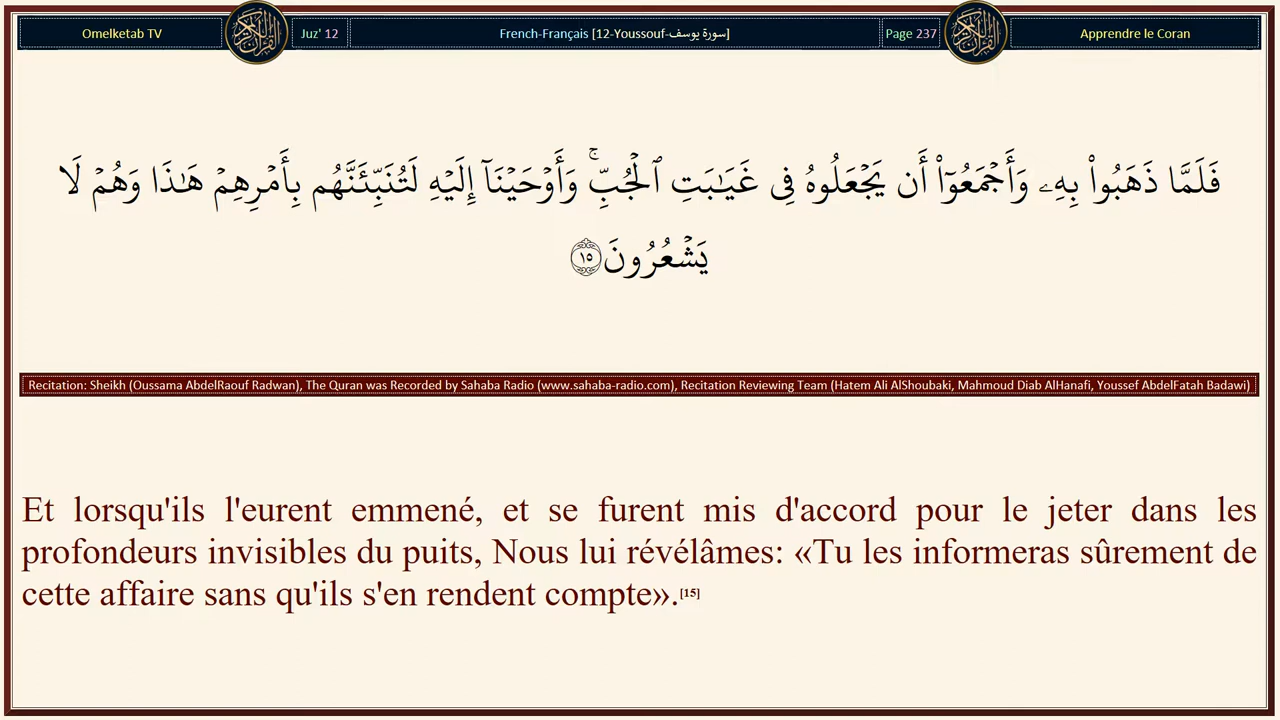 Omelketab TV
Juz' 12
French-Français [12-Youssouf-سورة يوسف]
Page 237
Apprendre le Coran
فَلَمَّا ذَهَبُوا۟ بِهِۦ وَأَجۡمَعُوٓا۟ أَن يَجۡعَلُوهُ فِى غَيَـٰبَتِ ٱلۡجُبِّۚ وَأَوۡحَيۡنَآ إِلَيۡهِ لَتُنَبِّئَنَّهُم بِأَمۡرِهِمۡ هَـٰذَا وَهُمۡ لَا
يَشۡعُرُونَ ١٥
Recitation: Sheikh (Oussama AbdelRaouf Radwan), The Quran was Recorded by Sahaba Radio (www.sahaba-radio.com), Recitation Reviewing Team (Hatem Ali AlShoubaki, Mahmoud Diab AlHanafi, Youssef AbdelFatah Badawi)
Et lorsqu'ils l'eurent emmené, et se furent mis d'accord pour le jeter dans les
profondeurs invisibles du puits, Nous lui révélâmes: «Tu les informeras sûrement de
cette affaire sans qu'ils s'en rendent compte».[15]